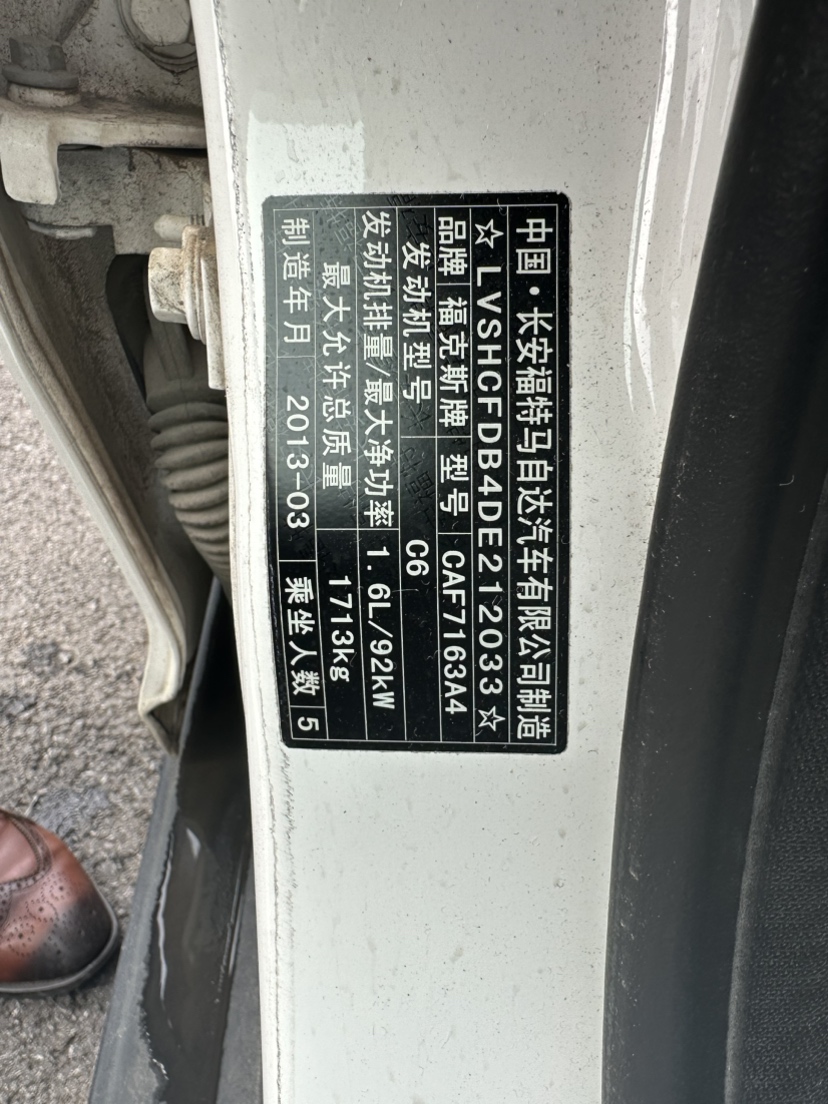 中国·长安福特马自达汽车有限公司制造
☆LVSHCFDB4DE212033☆
品牌 福克斯牌 型号 CAF7163A4
发动机型号 C6
发动机排量/最大净功率 1.6L/92kW
最大允许总质量 1713kg
制造年月 2013-03 乘坐人数 5